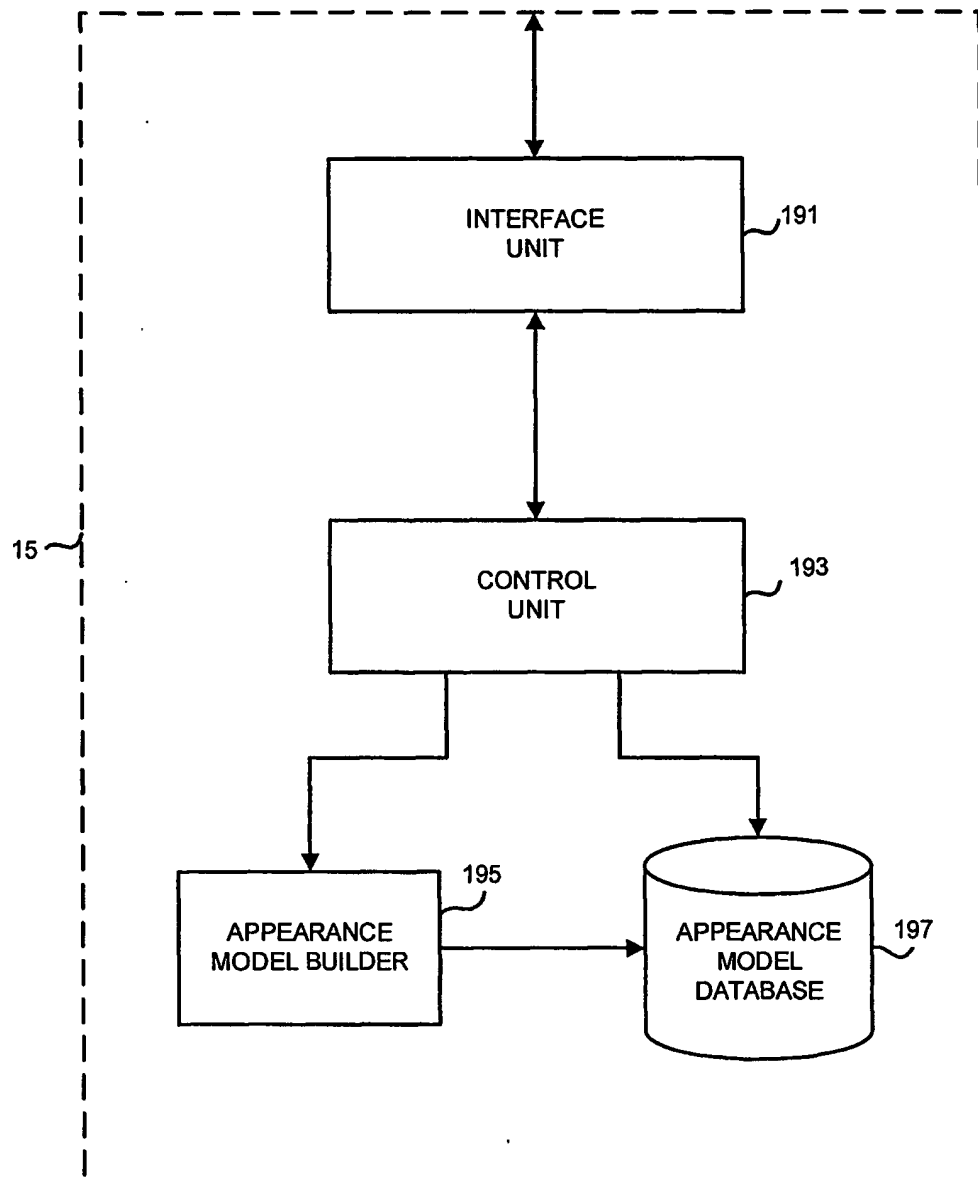 INTERFACE
UNIT
191
15
CONTROL
UNIT
193
APPEARANCE
MODEL BUILDER
195
APPEARANCE
MODEL
DATABASE
197